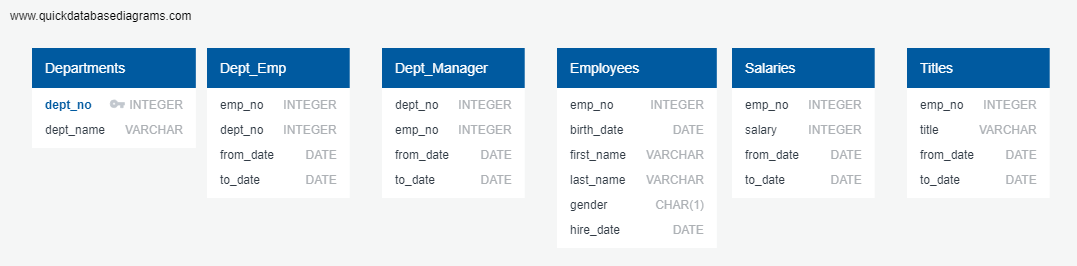 www.quickdatabasediagrams.com
Departments
dept_no INTEGER
dept_name VARCHAR
Dept_Emp
emp_no INTEGER
dept_no INTEGER
from_date DATE
to_date DATE
Dept_Manager
dept_no INTEGER
emp_no INTEGER
from_date DATE
to_date DATE
Employees
emp_no INTEGER
birth_date DATE
first_name VARCHAR
last_name VARCHAR
gender CHAR(1)
hire_date DATE
Salaries
emp_no INTEGER
salary INTEGER
from_date DATE
to_date DATE
Titles
emp_no INTEGER
title VARCHAR
from_date DATE
to_date DATE